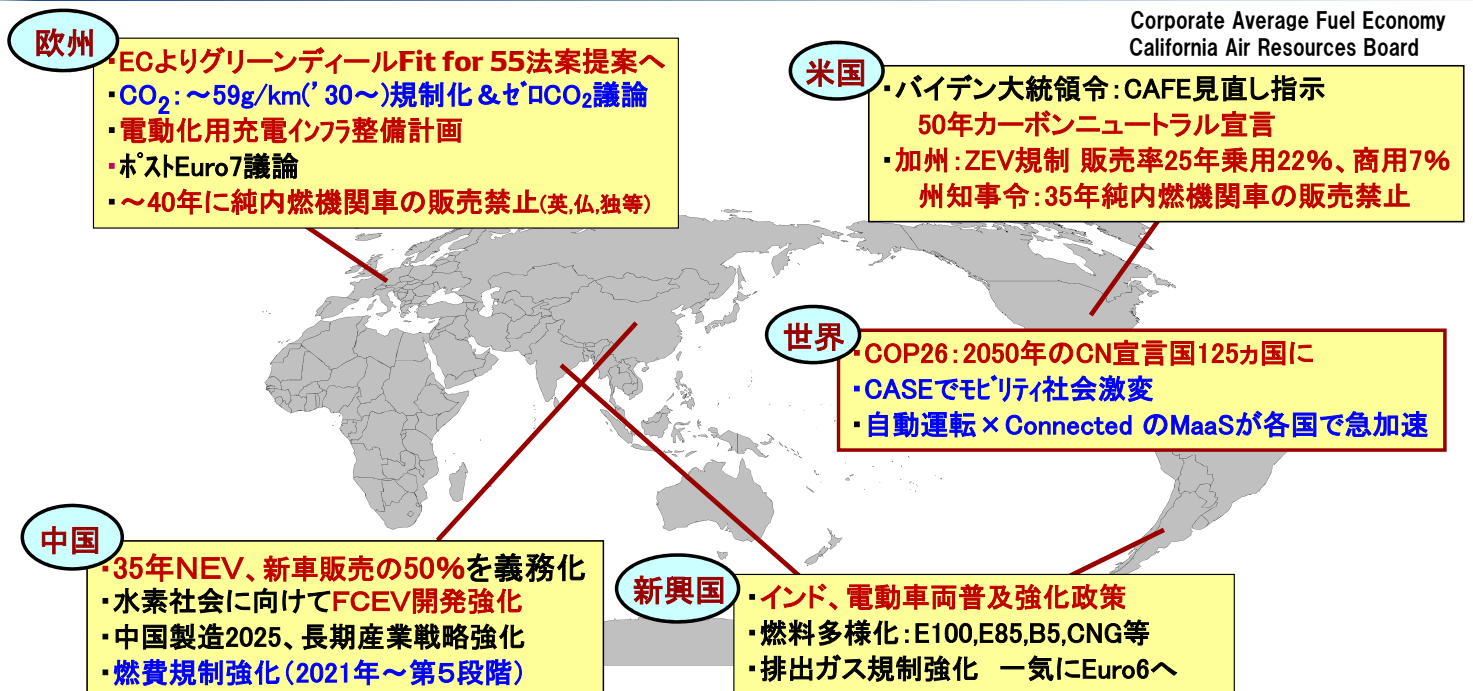 Corporate Average Fuel Economy
California Air Resources Board
欧州
・ECよりグリーンディールFit for 55法案提案へ
・CO2：～59g/km('30～)規制化&ｾﾞﾛCO2議論
・電動化用充電ｲﾝﾌﾗ整備計画
・ﾎﾟｽﾄEuro7議論
・～40年に純内燃機関車の販売禁止(英,仏,独等)
米国
・バイデン大統領令：CAFE見直し指示
50年カーボンニュートラル宣言
・加州：ZEV規制 販売率25年乗用22%、商用7%
州知事令：35年純内燃機関車の販売禁止
世界
・COP26：2050年のCN宣言国125ヵ国に
・CASEでﾓﾋﾞﾘﾃｨ社会激変
・自動運転×Connected のMaaSが各国で急加速
中国
・35年NEV、新車販売の50%を義務化
・水素社会に向けてFCEV開発強化
・中国製造2025、長期産業戦略強化
・燃費規制強化(2021年～第5段階)
新興国
・インド、電動車両普及強化政策
・燃料多様化：E100,E85,B5,CNG等
・排出ガス規制強化　一気にEuro6へ